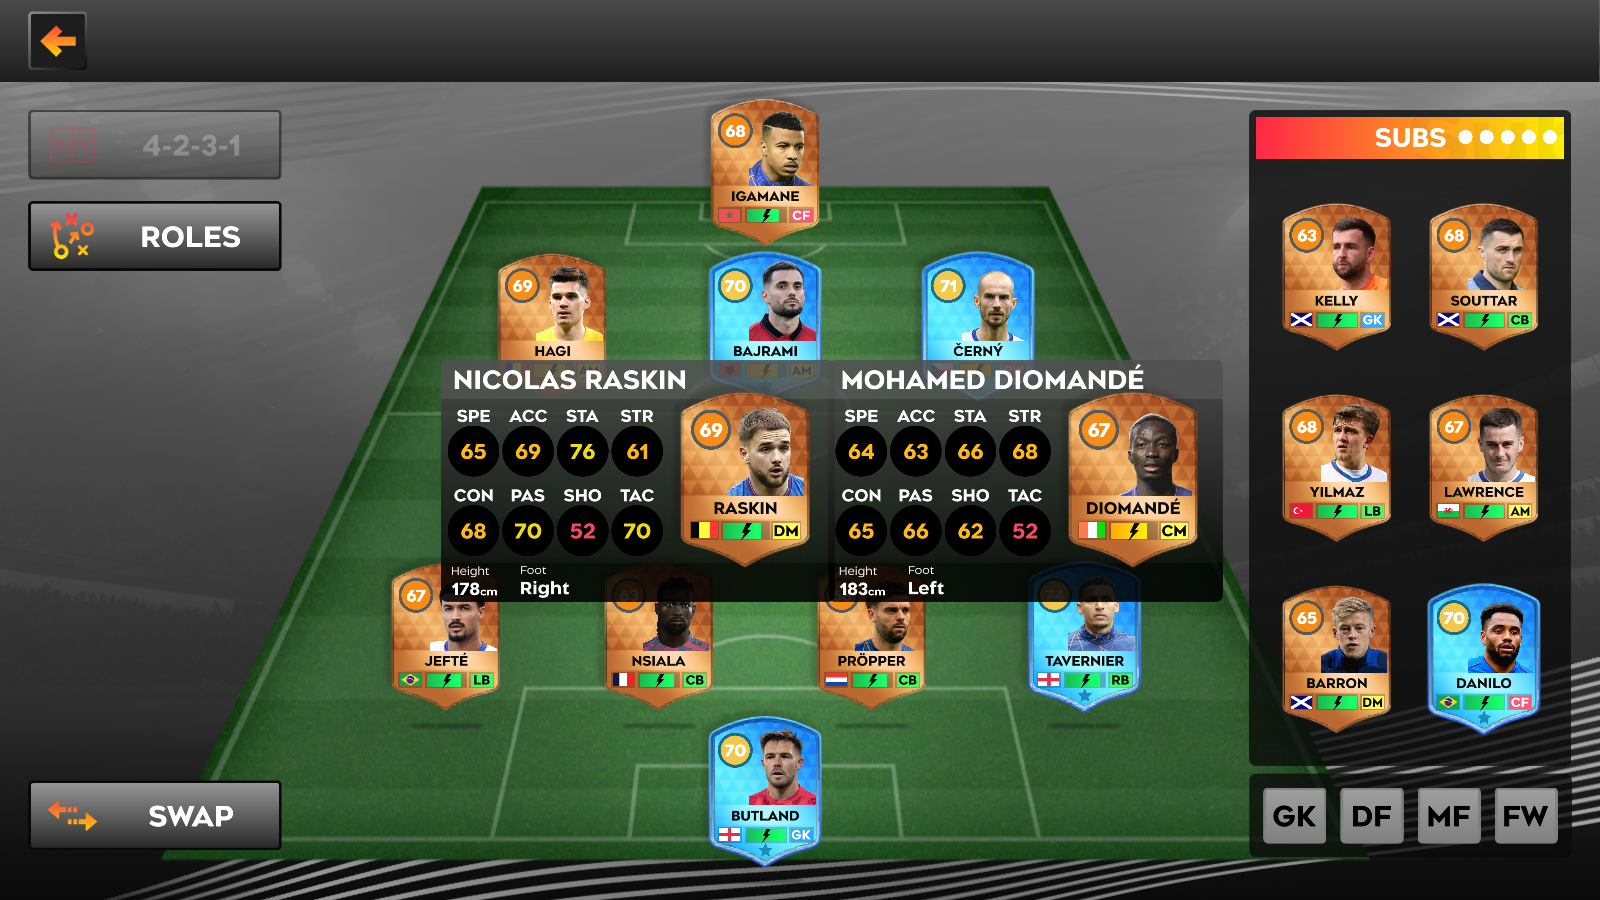 4-2-3-1
ROLES
68
IGAMANE
CF
69
HAGI
AM
70
BAJRAMI
AM
71
ČERNÝ
NICOLAS RASKIN
SPE ACC STA STR
65 69 76 61
CON PAS SHO TAC
68 70 52 70
Height Foot
178cm Right
69
RASKIN
DM
MOHAMED DIOMANDÉ
SPE ACC STA STR
64 63 66 68
CON PAS SHO TAC
65 66 62 52
Height Foot
183cm Left
67
DIOMANDÉ
CM
67
JEFTÉ
LB
63
NSIALA
CB
PRÖPPER
CB
74
TAVERNIER
RB
70
BUTLAND
GK
SWAP
SUBS
63
KELLY
GK
68
SOUTTAR
CB
68
YILMAZ
LB
67
LAWRENCE
AM
65
BARRON
DM
70
DANILO
CF
GK DF MF FW